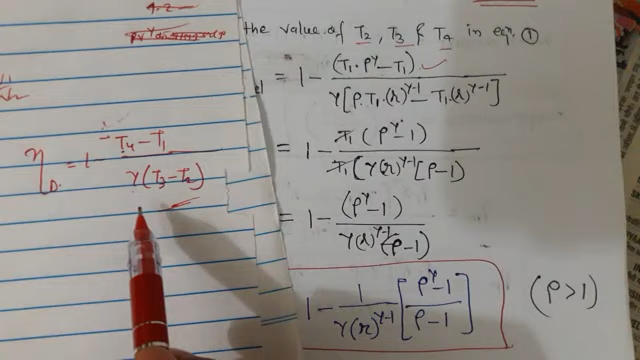 the value of T₂, T₃ & T₄ in eqⁿ. ①
= 1 - (T₁·ρ^γ - T₁) / γ[ρ·T₁·(r)^γ-1 - T₁(r)^γ-1]
= 1 - T₁(ρ^γ-1) / T₁[γ(r)^γ-1(ρ-1)
= 1 - (ρ^γ-1) / γ(r)^γ-1(ρ-1)
1 - 1/γ(r)^γ-1 [ρ^γ-1 / ρ-1] (ρ>1)
η_D. = 1 - T₄-T₁ / γ(T₃-T₂)